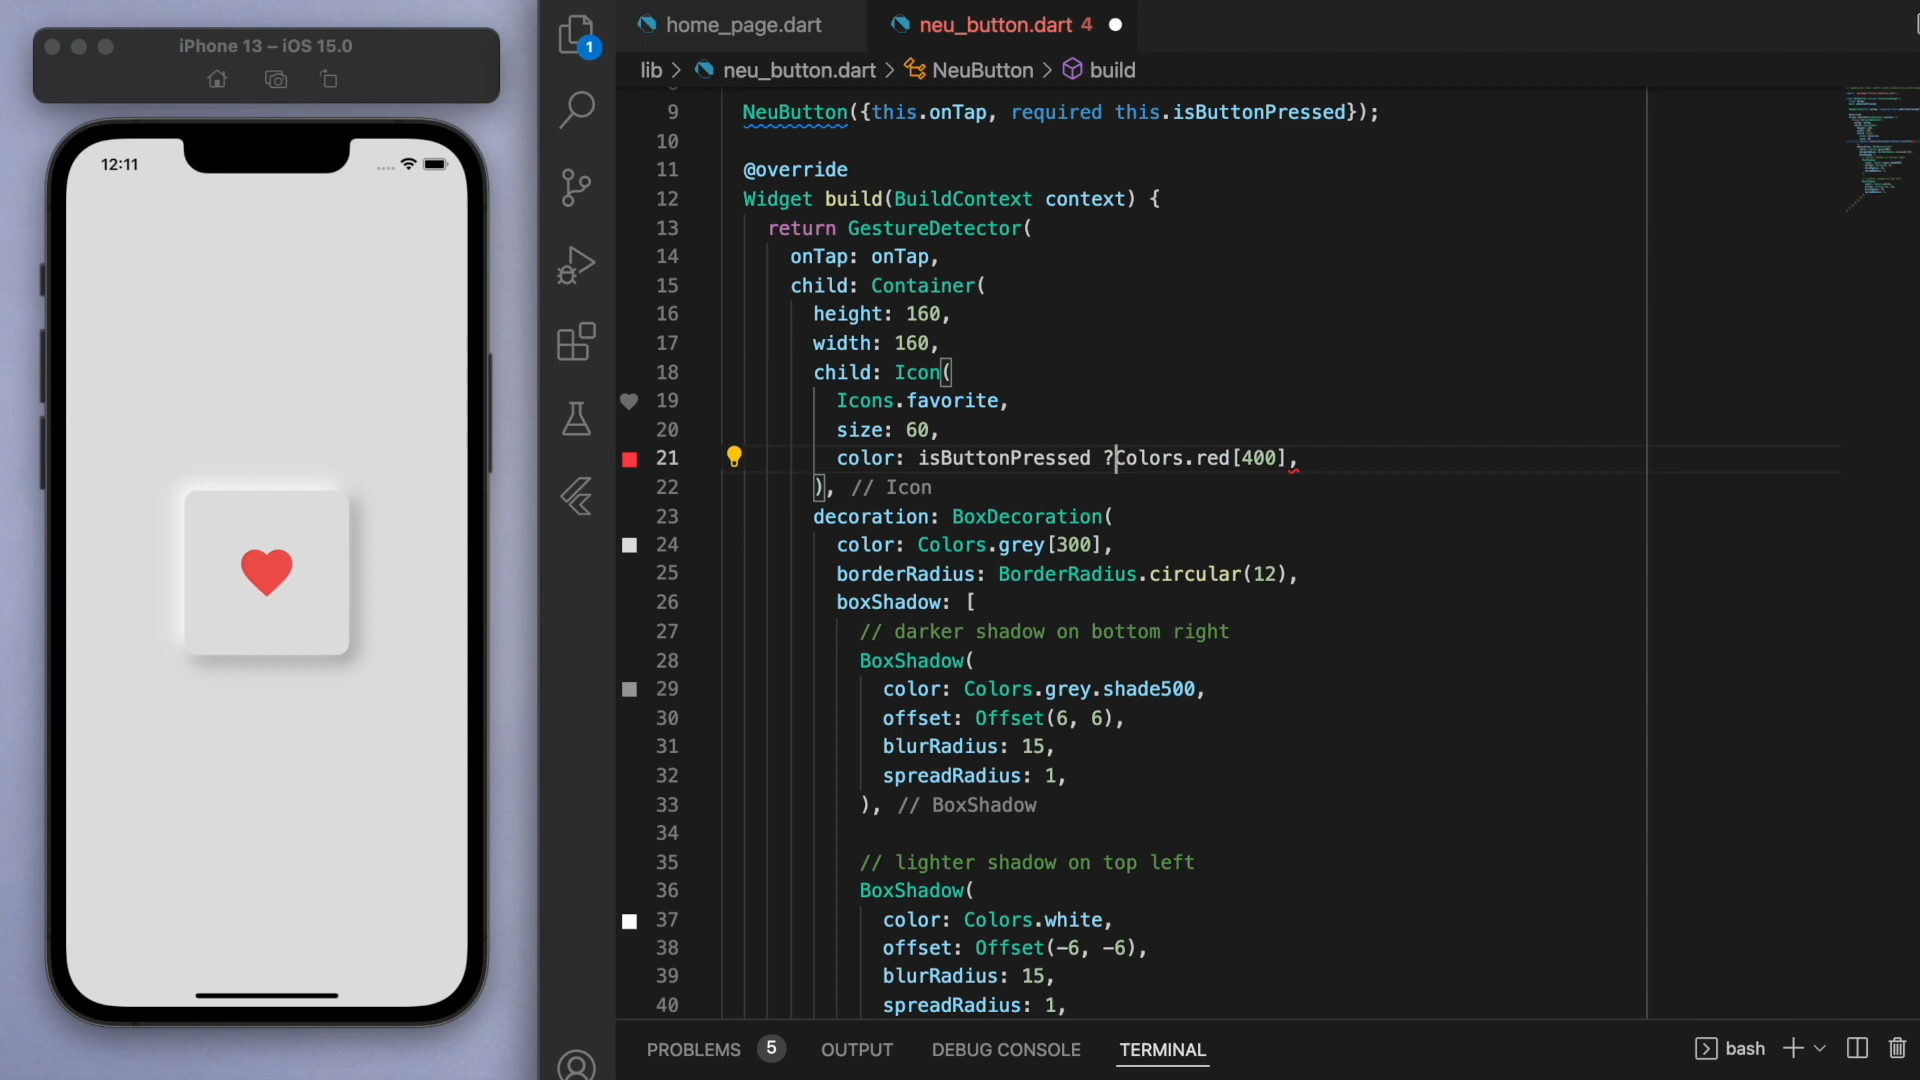 iPhone 13 – iOS 15.0
12:11
1
home_page.dart
neu_button.dart 4
lib > neu_button.dart > NeuButton > build
9 NeuButton({this.onTap, required this.isButtonPressed});
10
11 @override
12 Widget build(BuildContext context) {
13 return GestureDetector(
14 onTap: onTap,
15 child: Container(
16 height: 160,
17 width: 160,
18 child: Icon(
19 Icons.favorite,
20 size: 60,
21 color: isButtonPressed ?Colors.red[400],
22 ), // Icon
23 decoration: BoxDecoration(
24 color: Colors.grey[300],
25 borderRadius: BorderRadius.circular(12),
26 boxShadow: [
27 // darker shadow on bottom right
28 BoxShadow(
29 color: Colors.grey.shade500,
30 offset: Offset(6, 6),
31 blurRadius: 15,
32 spreadRadius: 1,
33 ), // BoxShadow
34
35 // lighter shadow on top left
36 BoxShadow(
37 color: Colors.white,
38 offset: Offset(-6, -6),
39 blurRadius: 15,
40 spreadRadius: 1,
PROBLEMS 5 OUTPUT DEBUG CONSOLE TERMINAL
bash